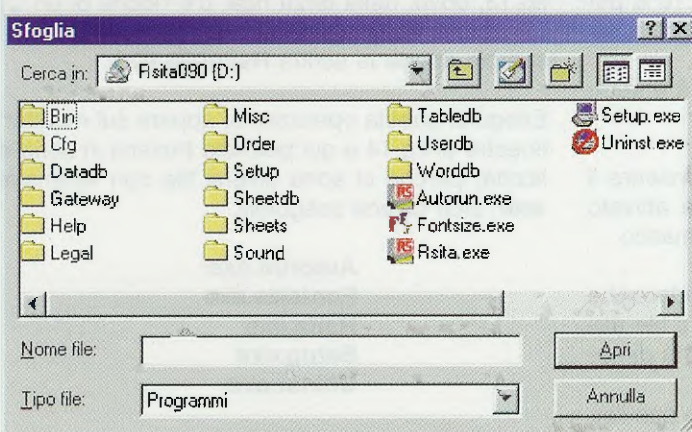 Sfoglia
Cerca in: Rsita090 (D:)
Bin
Cfg
Datadb
Gateway
Help
Legal
Misc
Order
Setup
Sheetdb
Sheets
Sound
Tabledb
Userdb
Worddb
Autorun.exe
Fontsize.exe
Rsita.exe
Setup.exe
Uninst.exe
Nome file:
Apri
Tipo file: Programmi
Annulla